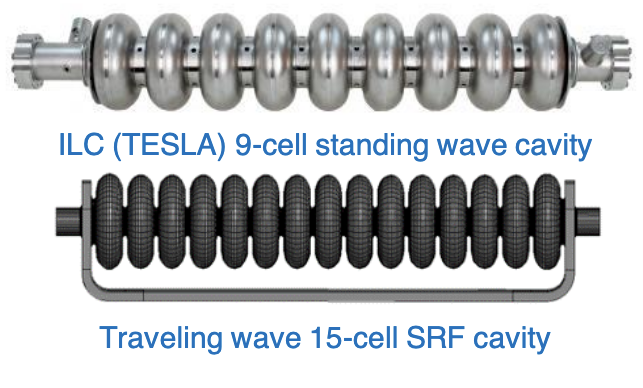 ILC (TESLA) 9-cell standing wave cavity
Traveling wave 15-cell SRF cavity